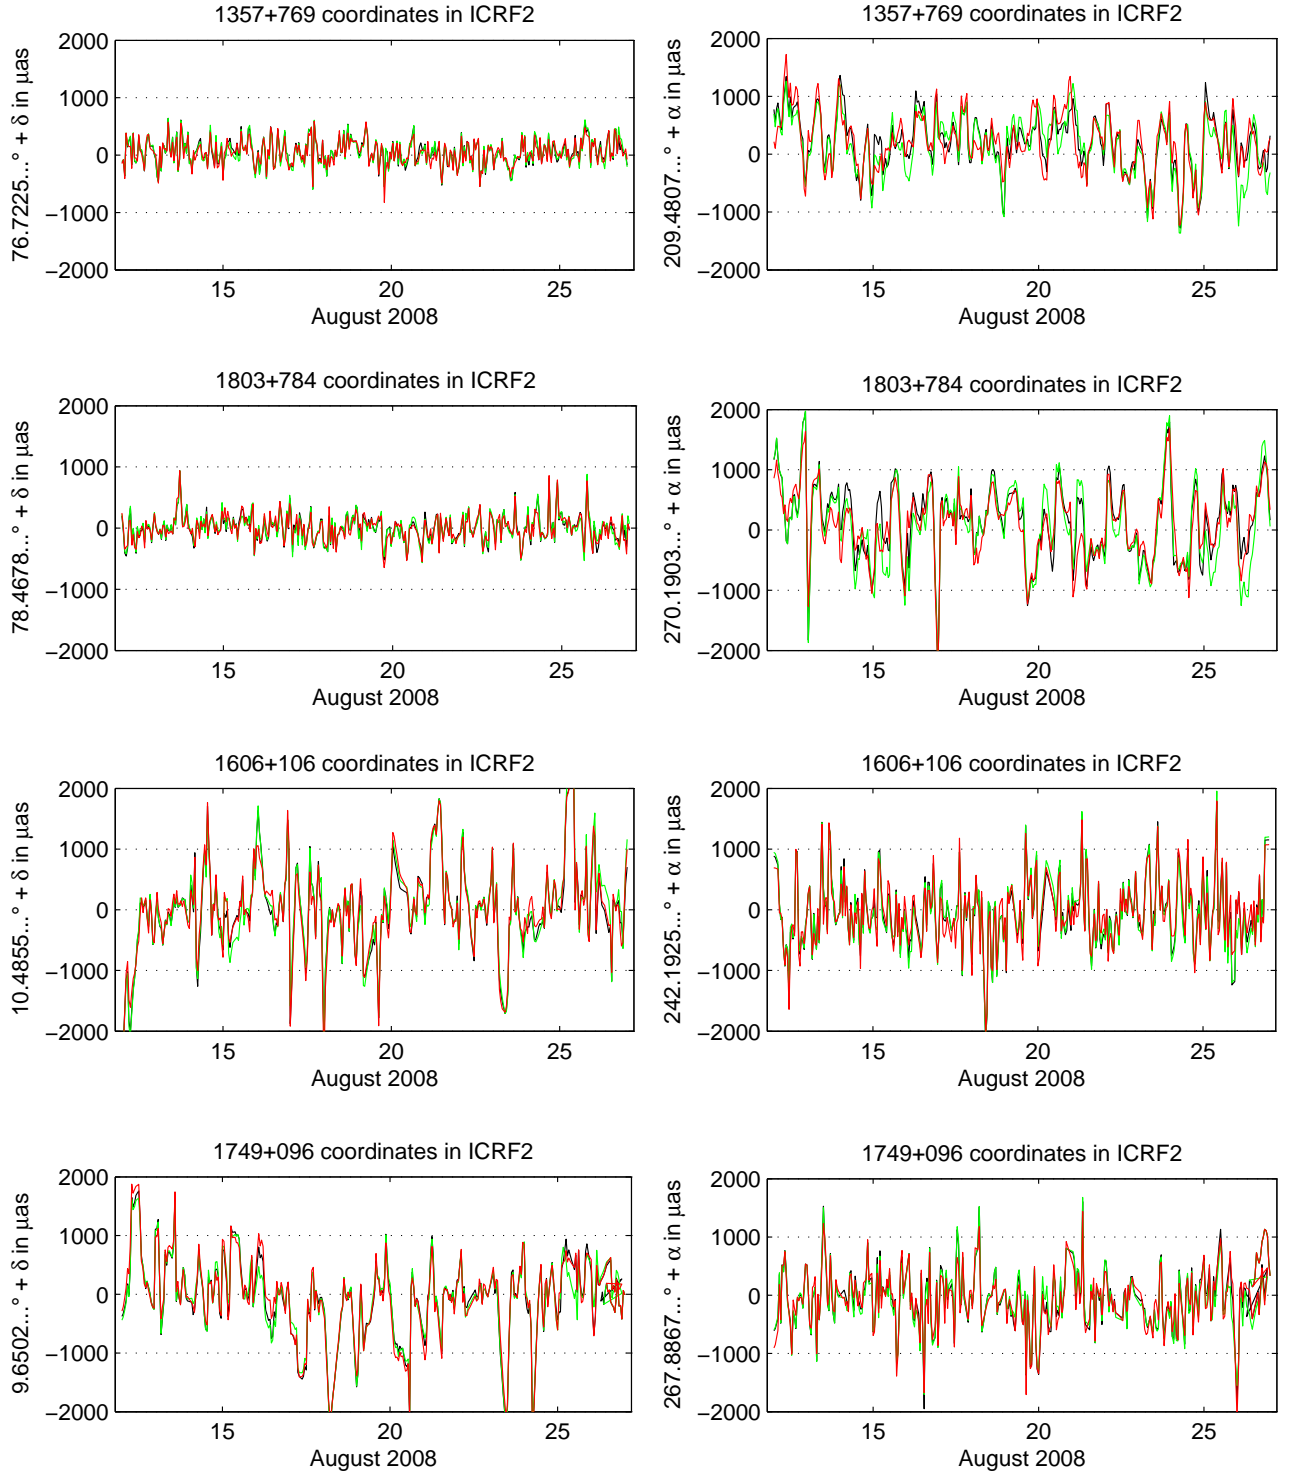 1357+769 coordinates in ICRF2
76.7225...° + δ in µas
2000
1000
0
−1000
−2000
15
20
25
August 2008
1357+769 coordinates in ICRF2
209.4807...° + α in µas
2000
1000
0
−1000
−2000
15
20
25
August 2008
1803+784 coordinates in ICRF2
78.4678...° + δ in µas
2000
1000
0
−1000
−2000
15
20
25
August 2008
1803+784 coordinates in ICRF2
270.1903...° + α in µas
2000
1000
0
−1000
−2000
15
20
25
August 2008
1606+106 coordinates in ICRF2
10.4855...° + δ in µas
2000
1000
0
−1000
−2000
15
20
25
August 2008
1606+106 coordinates in ICRF2
242.1925...° + α in µas
2000
1000
0
−1000
−2000
15
20
25
August 2008
1749+096 coordinates in ICRF2
9.6502...° + δ in µas
2000
1000
0
−1000
−2000
15
20
25
August 2008
1749+096 coordinates in ICRF2
267.8867...° + α in µas
2000
1000
0
−1000
−2000
15
20
25
August 2008